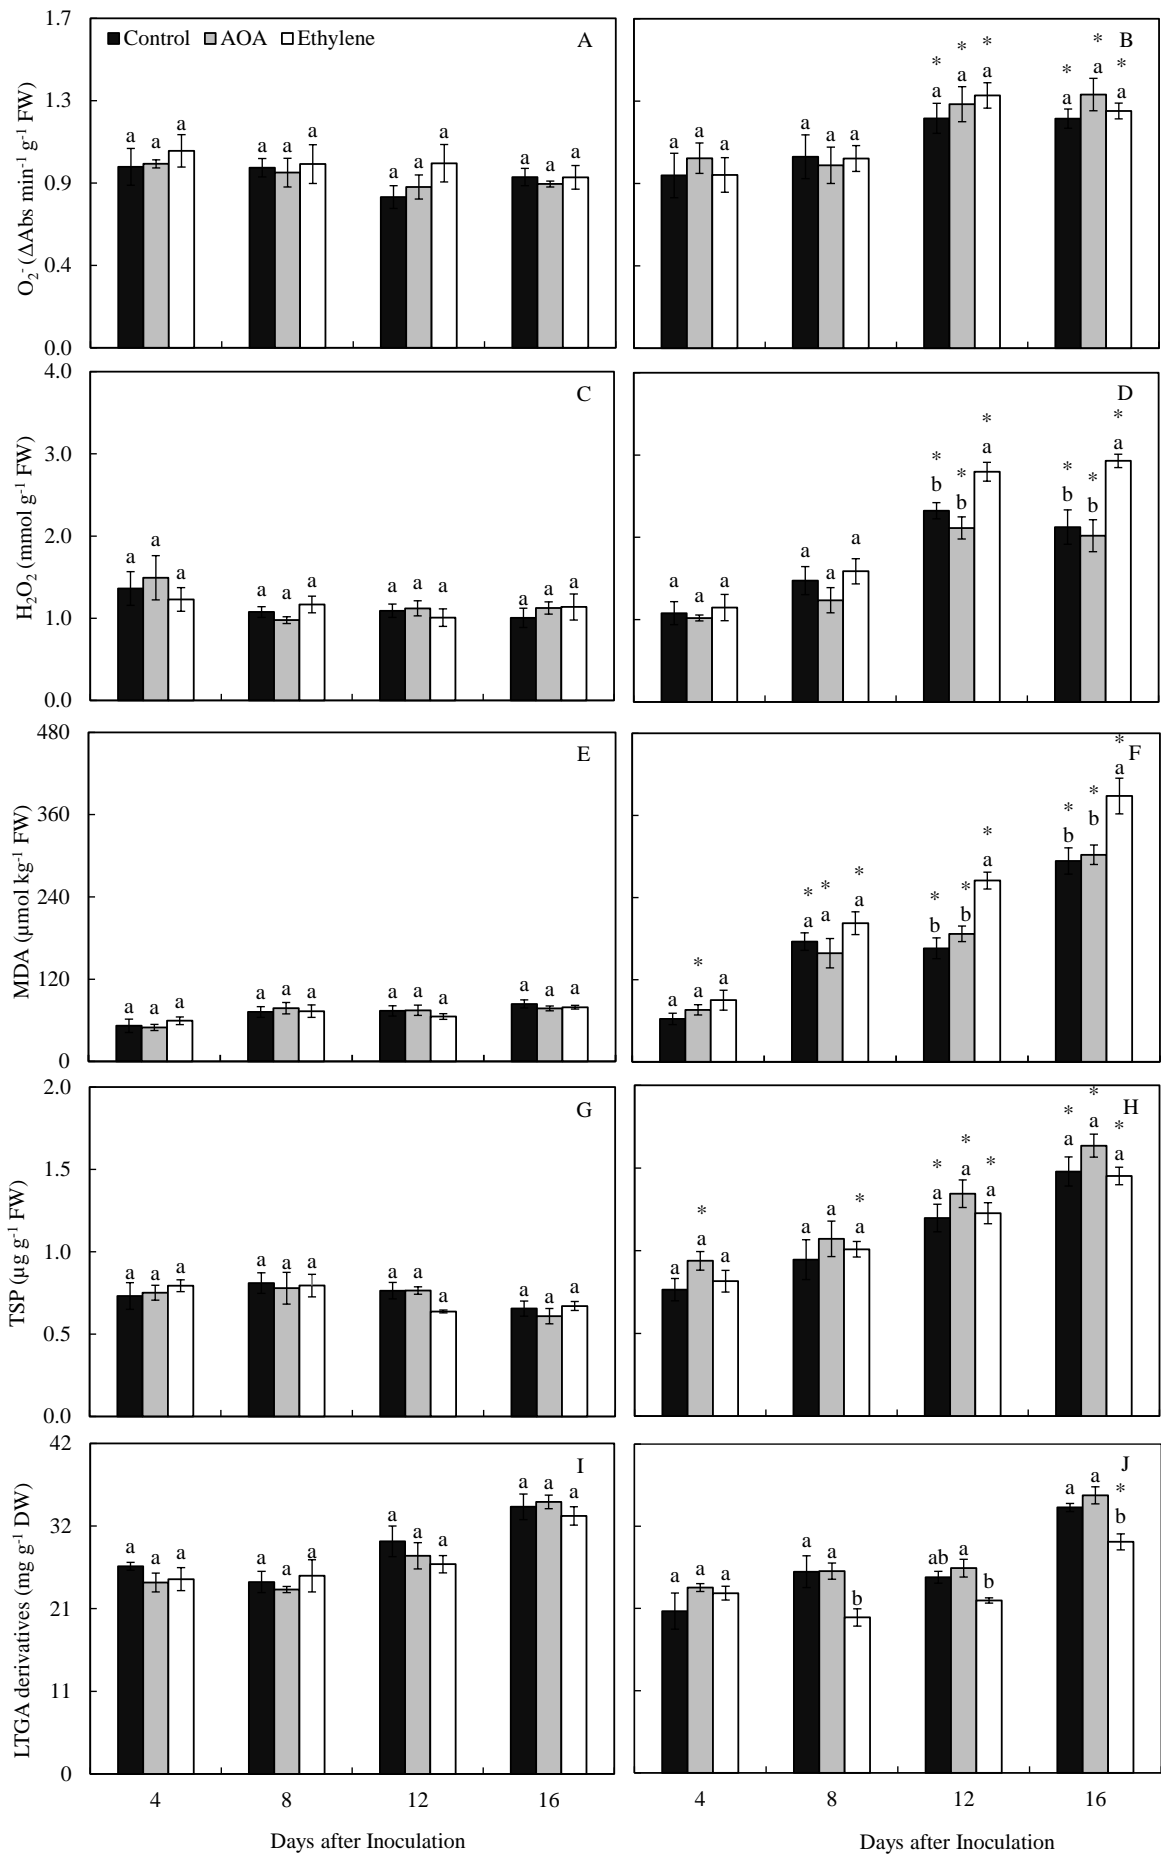 1.7
1.3
0.9
0.4
0.0
O₂⁻ (ΔAbs min⁻¹ g⁻¹ FW)
Control AOA Ethylene A
a a a a a a a a a a a a
B
a a a a a a * a * a * a * a * a * a
4.0
3.0
2.0
1.0
0.0
H₂O₂ (mmol g⁻¹ FW)
C
a a a a a a a a a a a a
D
a a a a a a * b * b * a * b * b * a
480
360
240
120
0
MDA (µmol kg⁻¹ FW)
E
a a a a a a a a a a a a
F
a * a a * a * a * a * b * b * a * b * b * a
2.0
1.5
1.0
0.5
0.0
TSP (µg g⁻¹ FW)
G
a a a a a a a a a a a a
H
a * a a a a * a * a * a * a * a * a * a
42
32
21
11
0
LTGA derivatives (mg g⁻¹ DW)
I
a a a a a a a a a a a a
J
a a a a a b ab a b a a * b
4 8 12 16
Days after Inoculation
4 8 12 16
Days after Inoculation